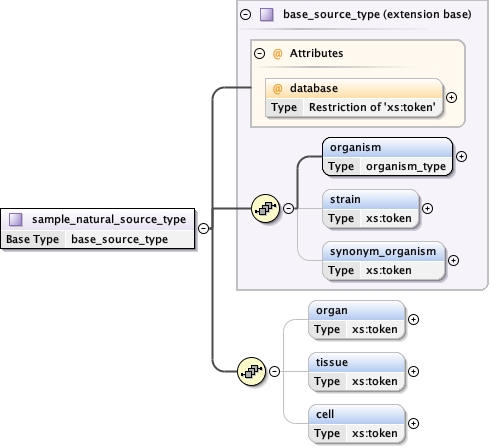 base_source_type (extension base)
@ Attributes
@ database
Type Restriction of 'xs:token'
organism
Type organism_type
strain
Type xs:token
synonym_organism
Type xs:token
sample_natural_source_type
Base Type base_source_type
organ
Type xs:token
tissue
Type xs:token
cell
Type xs:token